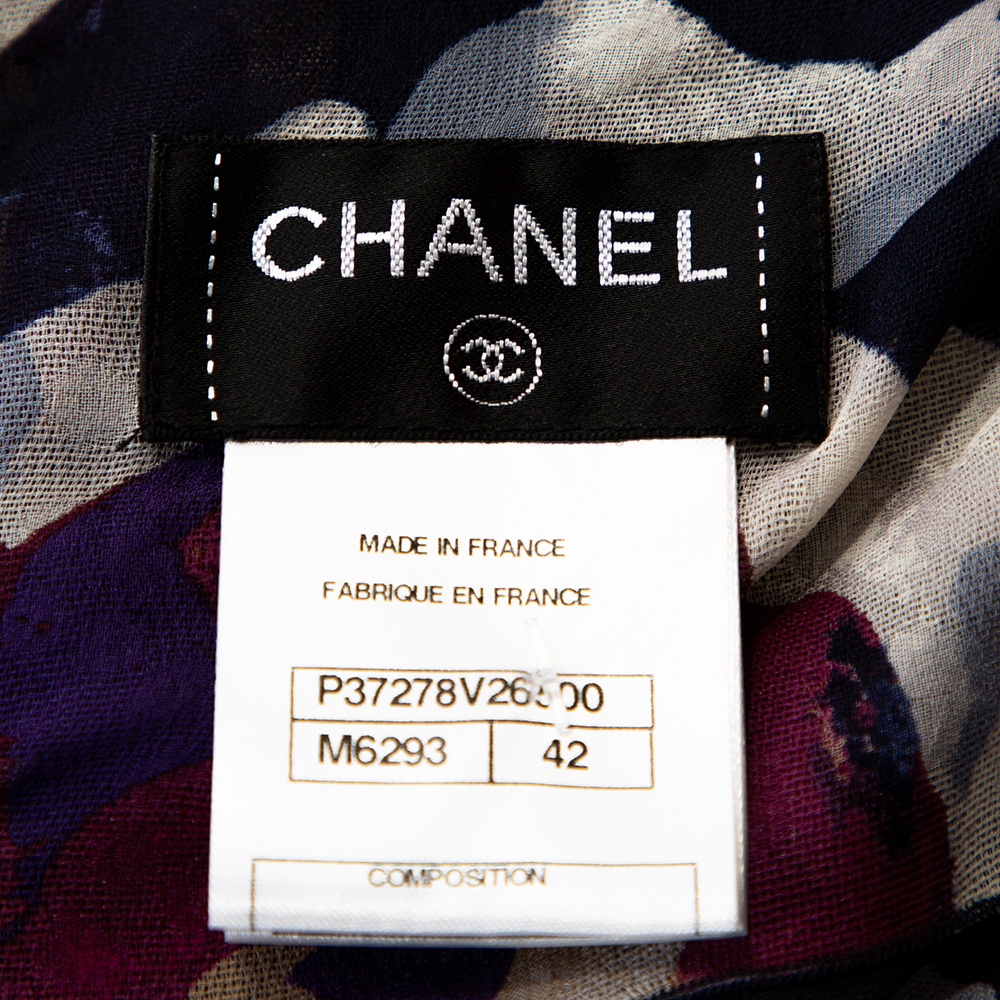 CHANEL
MADE IN FRANCE
FABRIQUE EN FRANCE
M6293 42
COMPOSITION